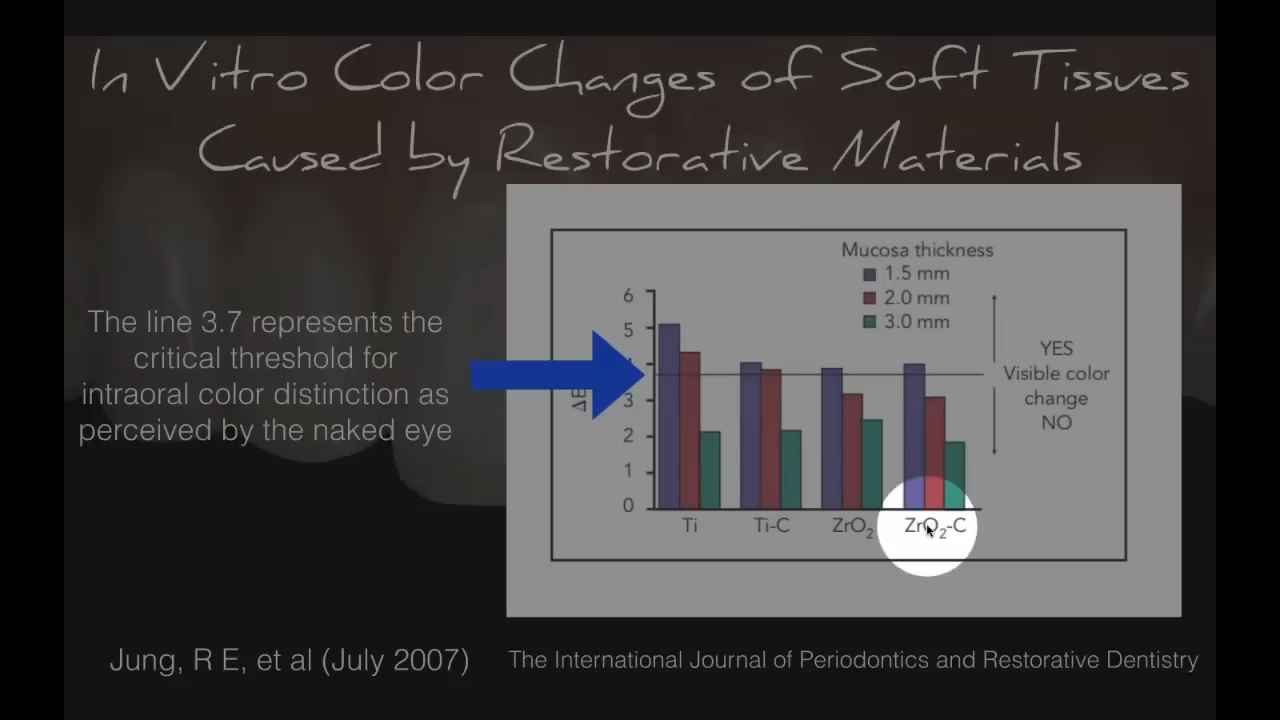 In Vitro Color Changes of Soft Tissues
Caused by Restorative Materials
The line 3.7 represents the
critical threshold for
intraoral color distinction as
perceived by the naked eye
Mucosa thickness
1.5 mm
2.0 mm
3.0 mm
6
5
3
2
1
0
ΔE
YES
Visible color
change
NO
Ti
Ti-C
ZrO2
ZrO2-C
Jung, R E, et al (July 2007)
The International Journal of Periodontics and Restorative Dentistry